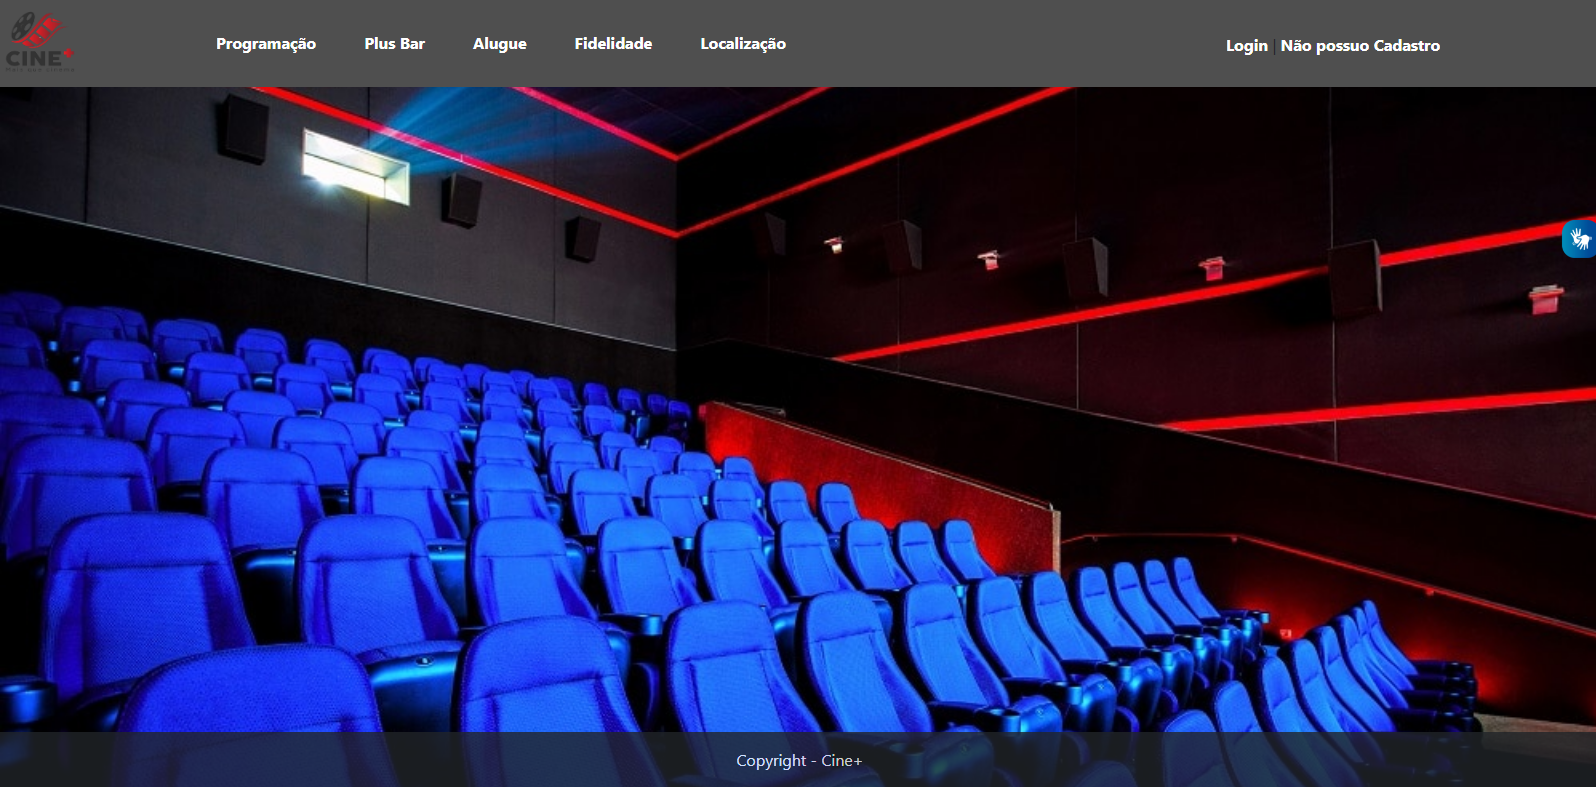 CINE+
Programação
Plus Bar
Alugue
Fidelidade
Localização
Login | Não possuo Cadastro
Copyright - Cine+